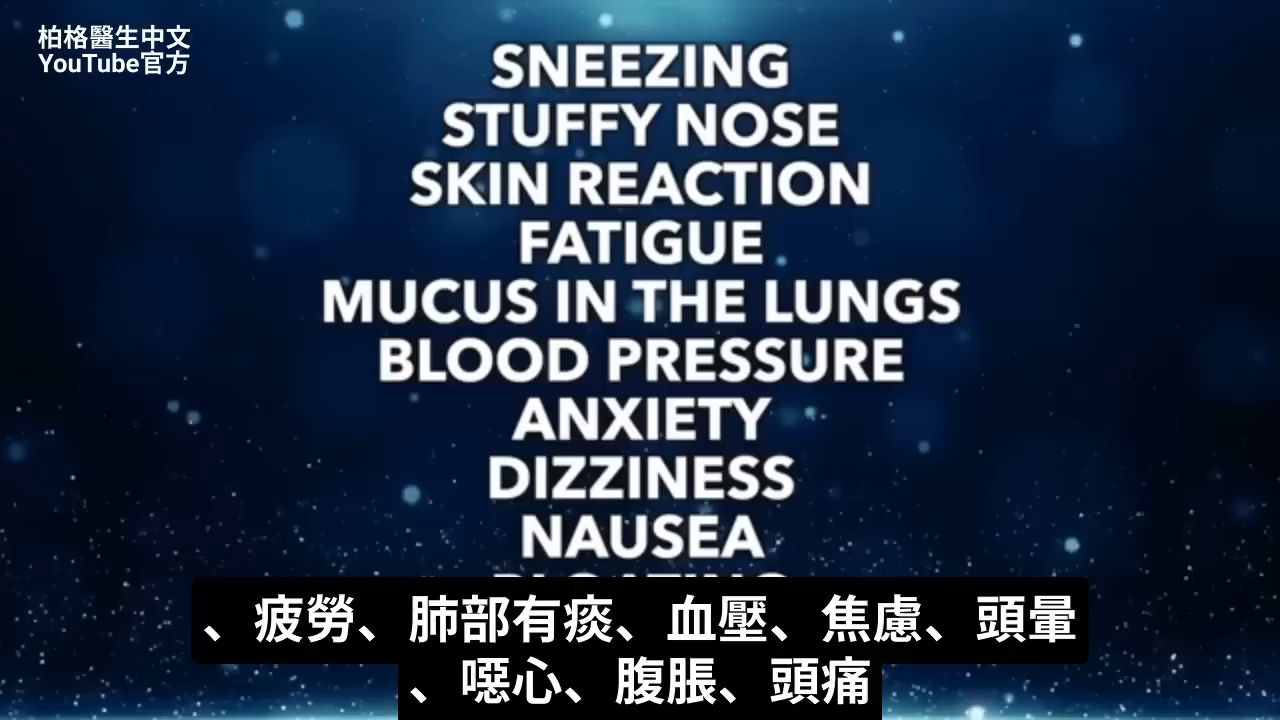 柏格醫生中文
YouTube官方
SNEEZING
STUFFY NOSE
SKIN REACTION
FATIGUE
MUCUS IN THE LUNGS
BLOOD PRESSURE
ANXIETY
DIZZINESS
NAUSEA
、疲勞、肺部有痰、血壓、焦慮、頭暈
、噁心、腹脹、頭痛